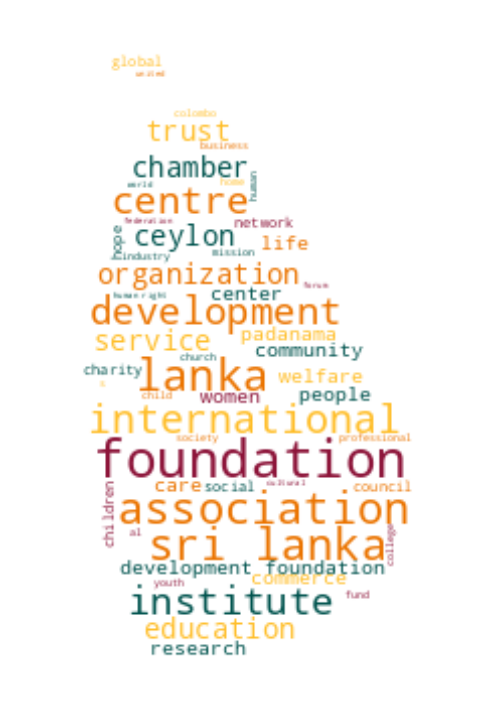 global
united
colombo
trust
business
chamber
world
home
human
centre
federation
network
hope
ceylon
life
industry
mission
organization
forum
human right
center
development
service
padanama
community
church
charity
lanka
welfare
s
child
women
people
international
society
professional
foundation
children
care
social
cultural
council
association
al
sri lanka
college
development foundation
youth
commerce
institute
fund
education
research